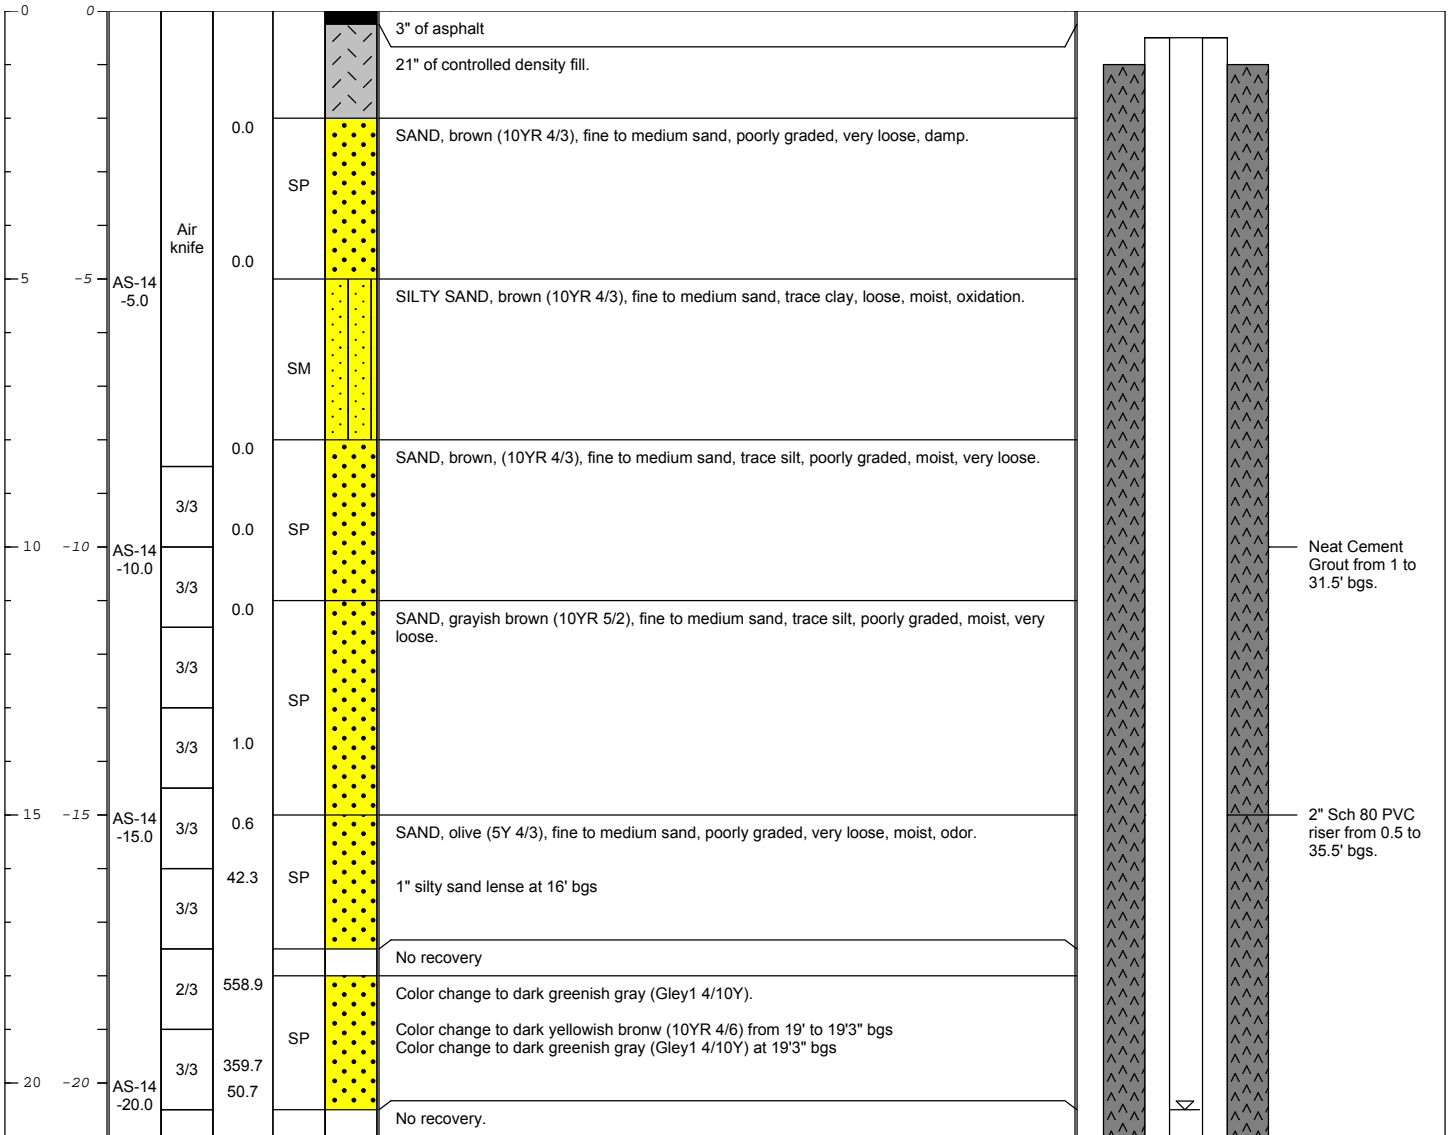 0
0
3" of asphalt
21" of controlled density fill.
0.0
SAND, brown (10YR 4/3), fine to medium sand, poorly graded, very loose, damp.
SP
Air
knife
0.0
5
-5
AS-14
-5.0
SILTY SAND, brown (10YR 4/3), fine to medium sand, trace clay, loose, moist, oxidation.
SM
0.0
SAND, brown, (10YR 4/3), fine to medium sand, trace silt, poorly graded, moist, very loose.
3/3
0.0
SP
10
-10
AS-14
-10.0
Neat Cement
Grout from 1 to
31.5' bgs.
3/3
0.0
SAND, grayish brown (10YR 5/2), fine to medium sand, trace silt, poorly graded, moist, very
loose.
3/3
SP
3/3
1.0
15
-15
AS-14
-15.0
3/3
0.6
SAND, olive (5Y 4/3), fine to medium sand, poorly graded, very loose, moist, odor.
2" Sch 80 PVC
riser from 0.5 to
35.5' bgs.
42.3
SP
1" silty sand lense at 16' bgs
3/3
No recovery
2/3
558.9
Color change to dark greenish gray (Gley1 4/10Y).
SP
Color change to dark yellowish bronw (10YR 4/6) from 19' to 19'3" bgs
Color change to dark greenish gray (Gley1 4/10Y) at 19'3" bgs
3/3
359.7
20
-20
AS-14
-20.0
50.7
No recovery.